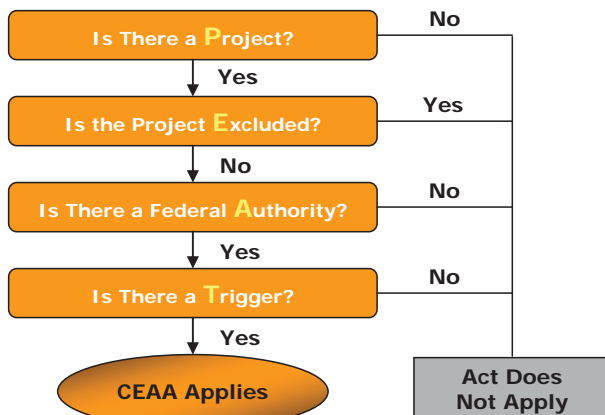 Is There a Project?
No
Yes
Is the Project Excluded?
Yes
No
Is There a Federal Authority?
No
Yes
Is There a Trigger?
No
Yes
CEAA Applies
Act Does
Not Apply